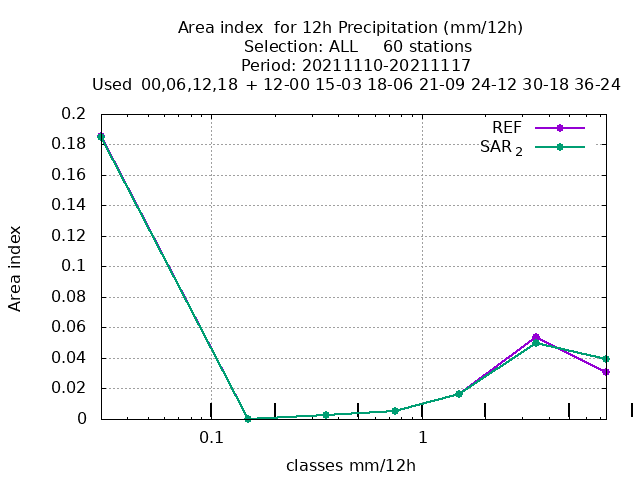 Area index  for 12h Precipitation (mm/12h)
Selection: ALL     60 stations
Period: 20211110-20211117
Used  00,06,12,18  + 12-00 15-03 18-06 21-09 24-12 30-18 36-24
REF
SAR 2
0.2
0.18
0.16
0.14
0.12
0.1
0.08
0.06
0.04
0.02
0
Area index
0.1
1
classes mm/12h